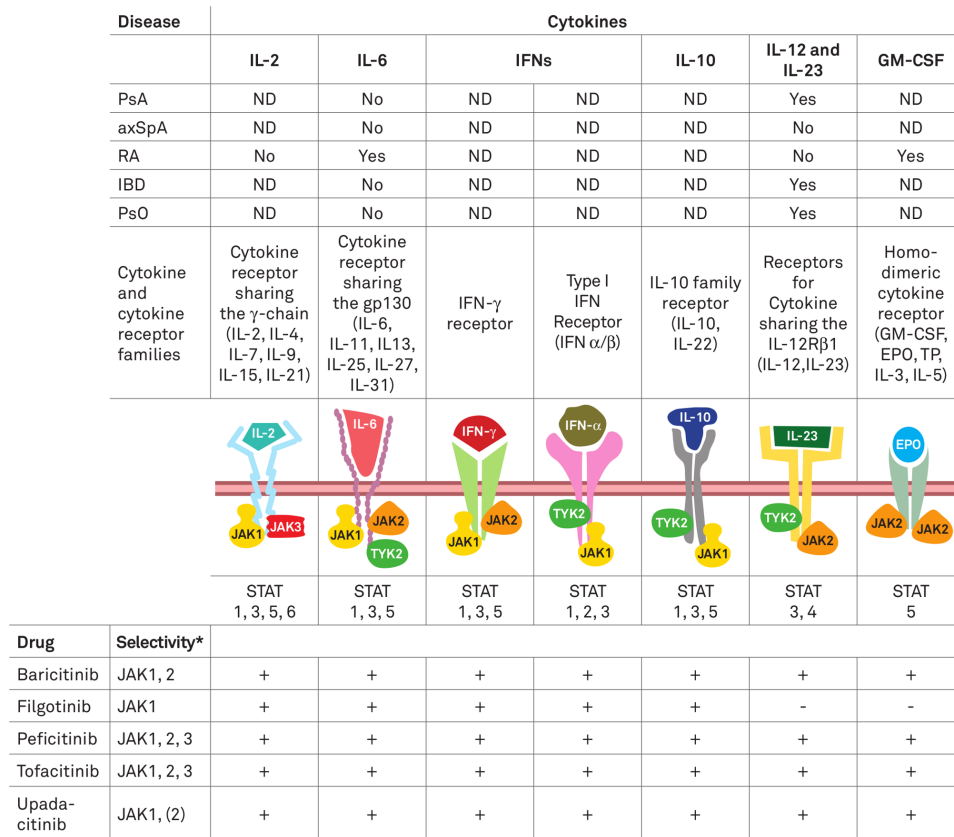 Disease Cytokines
IL-2 IL-6 IFNs IL-10 IL-12 and IL-23 GM-CSF
PsA ND No ND ND ND Yes ND
axSpA ND No ND ND ND No ND
RA No Yes ND ND ND No Yes
IBD ND No ND ND ND Yes ND
PsO ND No ND ND ND Yes ND
Cytokine
and
cytokine
receptor
families
Cytokine
receptor
sharing
the γ-chain
(IL-2, IL-4,
IL-7, IL-9,
IL-15, IL-21)
Cytokine
receptor
sharing
the gp130
(IL-6,
IL-11, IL13,
IL-25, IL-27,
IL-31)
IFN-γ
receptor
Type I
IFN
Receptor
(IFN α/β)
IL-10 family
receptor
(IL-10,
IL-22)
Receptors
for
Cytokine
sharing the
IL-12Rβ1
(IL-12,IL-23)
Homo-
dimeric
cytokine
receptor
(GM-CSF,
EPO, TP,
IL-3, IL-5)
IL-2
JAK1 JAK3
IL-6
JAK1 JAK2
TYK2
IFN-γ
JAK1 JAK2
IFN-α
TYK2
JAK1
IL-10
TYK2
JAK1
IL-23
TYK2
JAK2
EPO
JAK2 JAK2
STAT STAT STAT STAT STAT STAT STAT
1, 3, 5, 6 1, 3, 5 1, 3, 5 1, 2, 3 1, 3, 5 3, 4 5
Drug Selectivity*
Baricitinib JAK1, 2 + + + + + + +
Filgotinib JAK1 + + + + + - -
Peficitinib JAK1, 2, 3 + + + + + + +
Tofacitinib JAK1, 2, 3 + + + + + + +
Upada-
citinib JAK1, (2) + + + + + + +